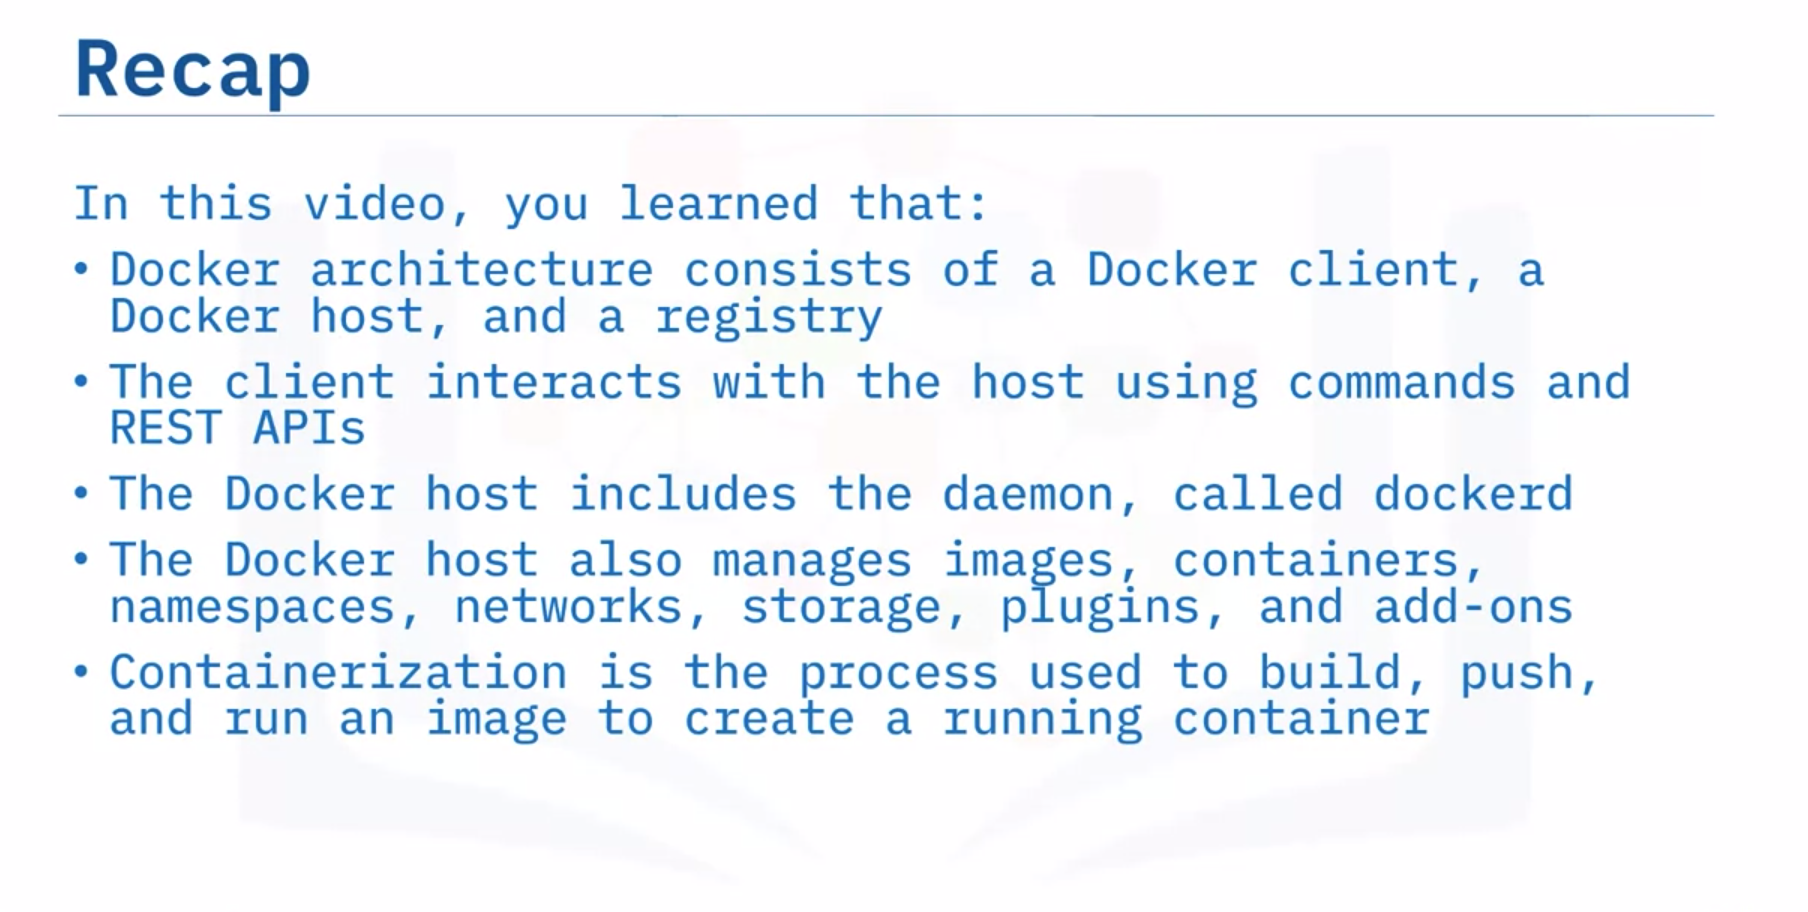 Recap
In this video, you learned that:
• Docker architecture consists of a Docker client, a
Docker host, and a registry
• The client interacts with the host using commands and
REST APIs
• The Docker host includes the daemon, called dockerd
• The Docker host also manages images, containers,
namespaces, networks, storage, plugins, and add-ons
• Containerization is the process used to build, push,
and run an image to create a running container